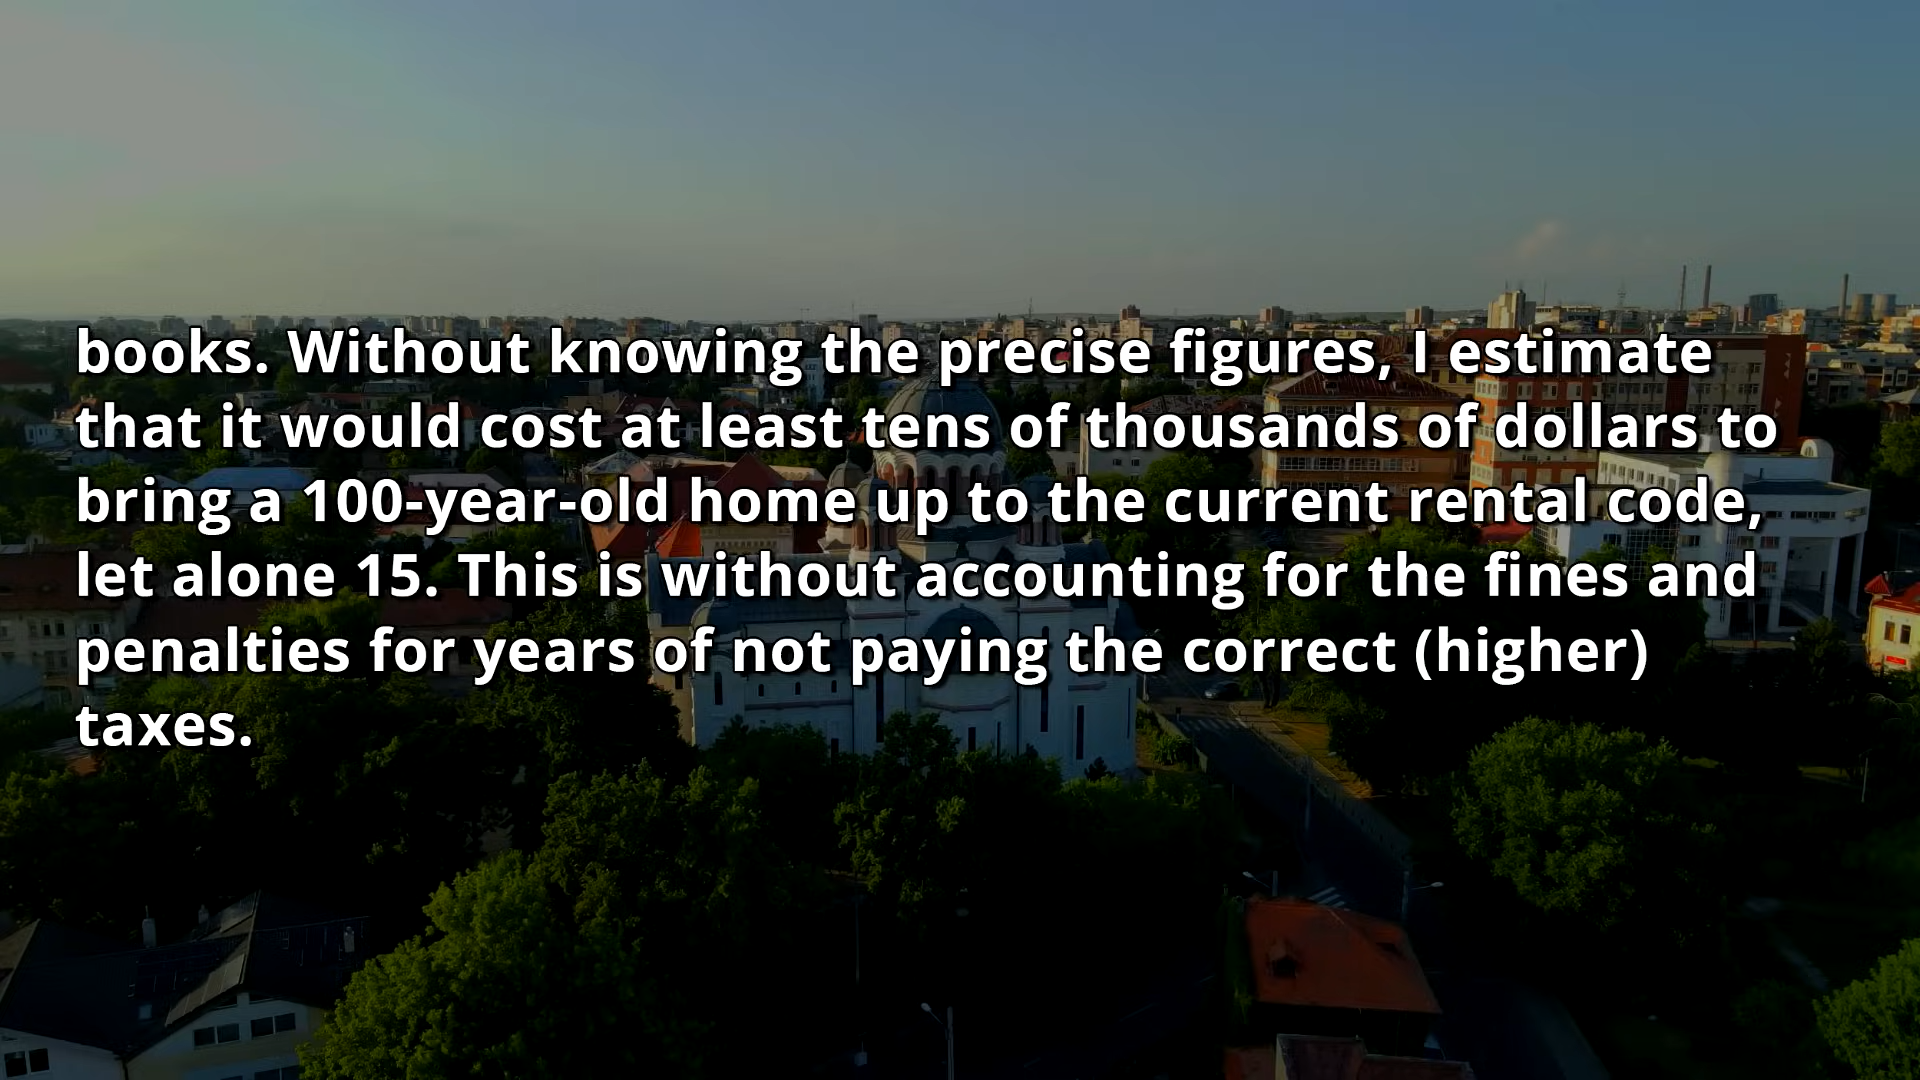 books. Without knowing the precise figures, I estimate
that it would cost at least tens of thousands of dollars to
bring a 100-year-old home up to the current rental code,
let alone 15. This is without accounting for the fines and
penalties for years of not paying the correct (higher)
taxes.